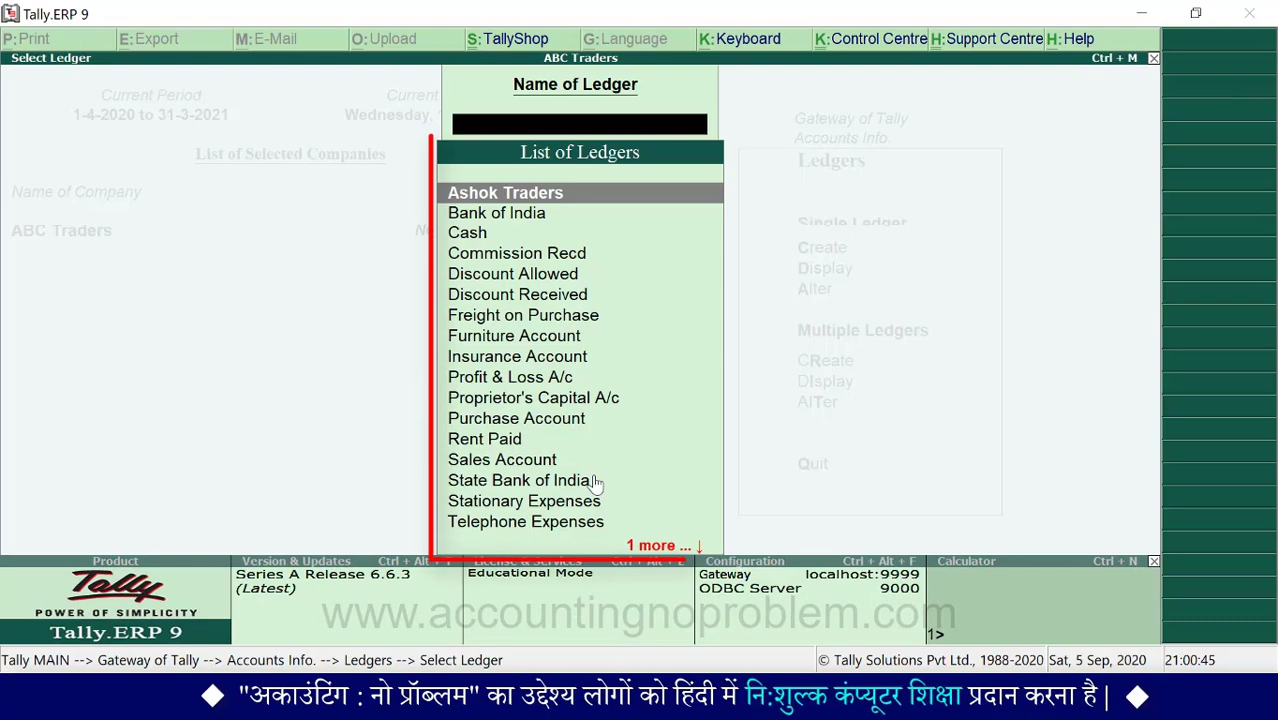 Tally.ERP 9
P: Print E: Export M: E-Mail O: Upload S: TallyShop G: Language K: Keyboard K: Control Centre H: Support Centre H: Help
Select Ledger ABC Traders Ctrl + M
Current Period
1-4-2020 to 31-3-2021
Current
Wednesday,
List of Selected Companies
Name of Company
ABC Traders
Name of Ledger
List of Ledgers
Ashok Traders
Bank of India
Cash
Commission Recd
Discount Allowed
Discount Received
Freight on Purchase
Furniture Account
Insurance Account
Profit & Loss A/c
Proprietor's Capital A/c
Purchase Account
Rent Paid
Sales Account
State Bank of India
Stationary Expenses
Telephone Expenses
1 more ... ↓
Gateway of Tally
Accounts Info.
Ledgers
Single Ledger
Create
Display
Alter
Multiple Ledgers
CReate
DIsplay
AlTer
Quit
Product
Tally
POWER OF SIMPLICITY
Tally.ERP 9
Version & Updates Ctrl + Alt +
Series A Release 6.6.3
(Latest)
License & Services Ctrl + Alt + L
Educational Mode
Configuration Ctrl + Alt + F
Gateway localhost:9999
ODBC Server 9000
Calculator Ctrl + N
1>
www.accountingnoproblem.com
Tally MAIN --> Gateway of Tally --> Accounts Info. --> Ledgers --> Select Ledger © Tally Solutions Pvt Ltd., 1988-2020 Sat, 5 Sep, 2020 21:00:45
"अकाउंटिंग : नो प्रॉब्लम" का उद्देश्य लोगों को हिंदी में नि:शुल्क कंप्यूटर शिक्षा प्रदान करना है|